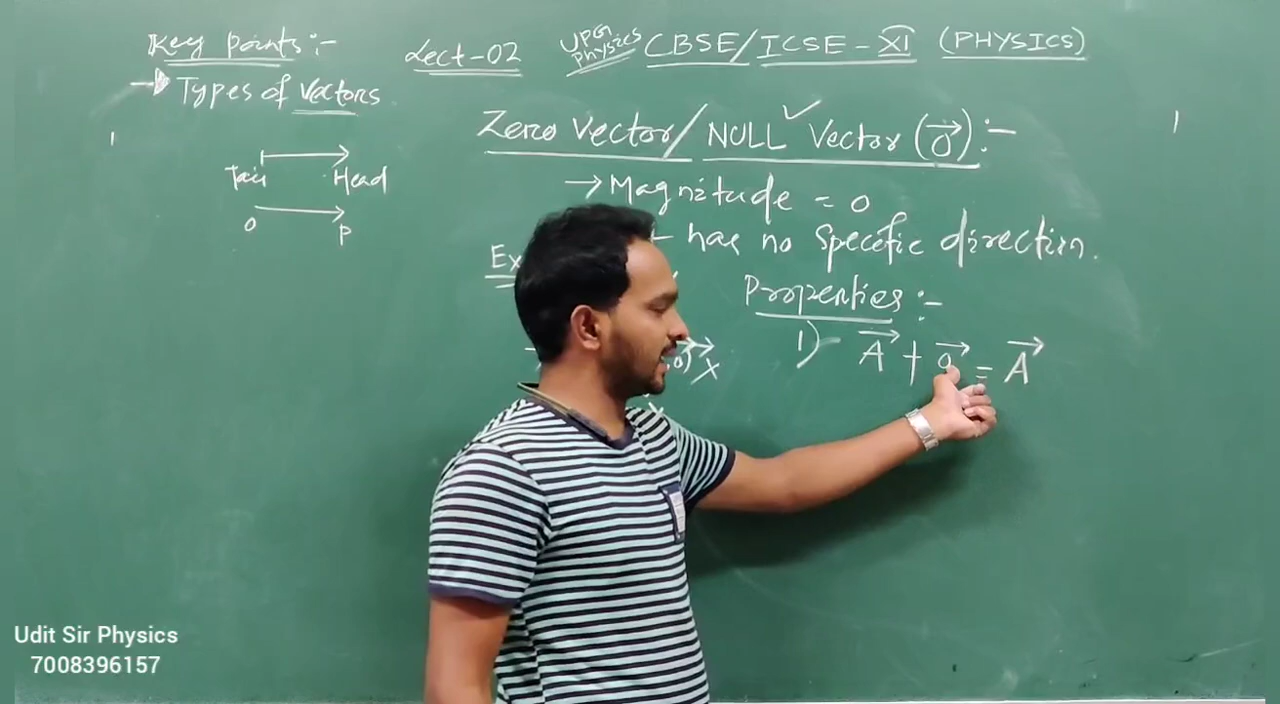 Key points:-
Lect-02
UPG Physics
CBSE/ICSE-XI (PHYSICS)
→ Types of Vectors
Zero Vector/NULL ✓ Vector (0⃗):-
Tail Head
→ Magnitude = 0
O P
has no Specific direction.
Ex
Properties:-
1) A⃗ + 0⃗ = A⃗
0) X
Udit Sir Physics
7008396157